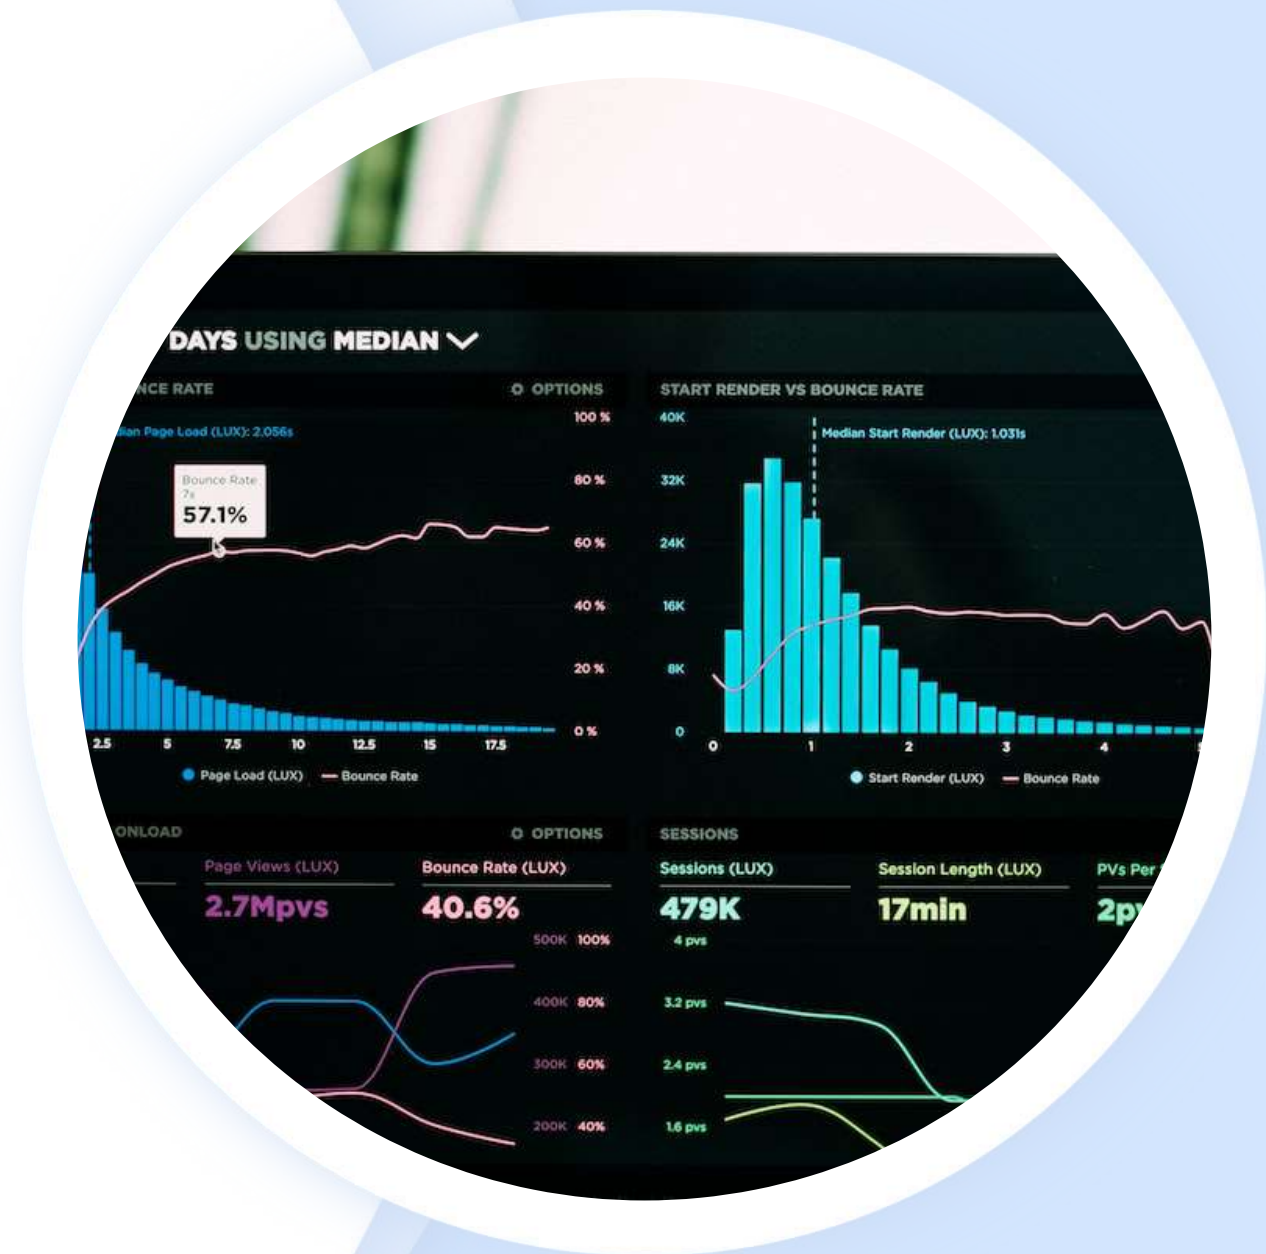 DAYS USING MEDIAN
NCE RATE
OPTIONS
START RENDER VS BOUNCE RATE
100 %
40K
Page Load (LUX): 2.056s
Median Start Render (LUX): 1.031s
Bounce Rate
7s
57.1%
80 %
32K
60 %
24K
40 %
16K
20 %
8K
0 %
0
2.5 5 7.5 10 12.5 15 17.5
0 1 2 3 4
Page Load (LUX) Bounce Rate
Start Render (LUX) Bounce Rate
ONLOAD
OPTIONS
SESSIONS
Page Views (LUX)
Bounce Rate (LUX)
Sessions (LUX)
Session Length (LUX)
PVs Per
2.7Mpvs
40.6%
479K
17min
500K 100%
4 pvs
400K 80%
3.2 pvs
300K 60%
2.4 pvs
200K 40%
1.6 pvs